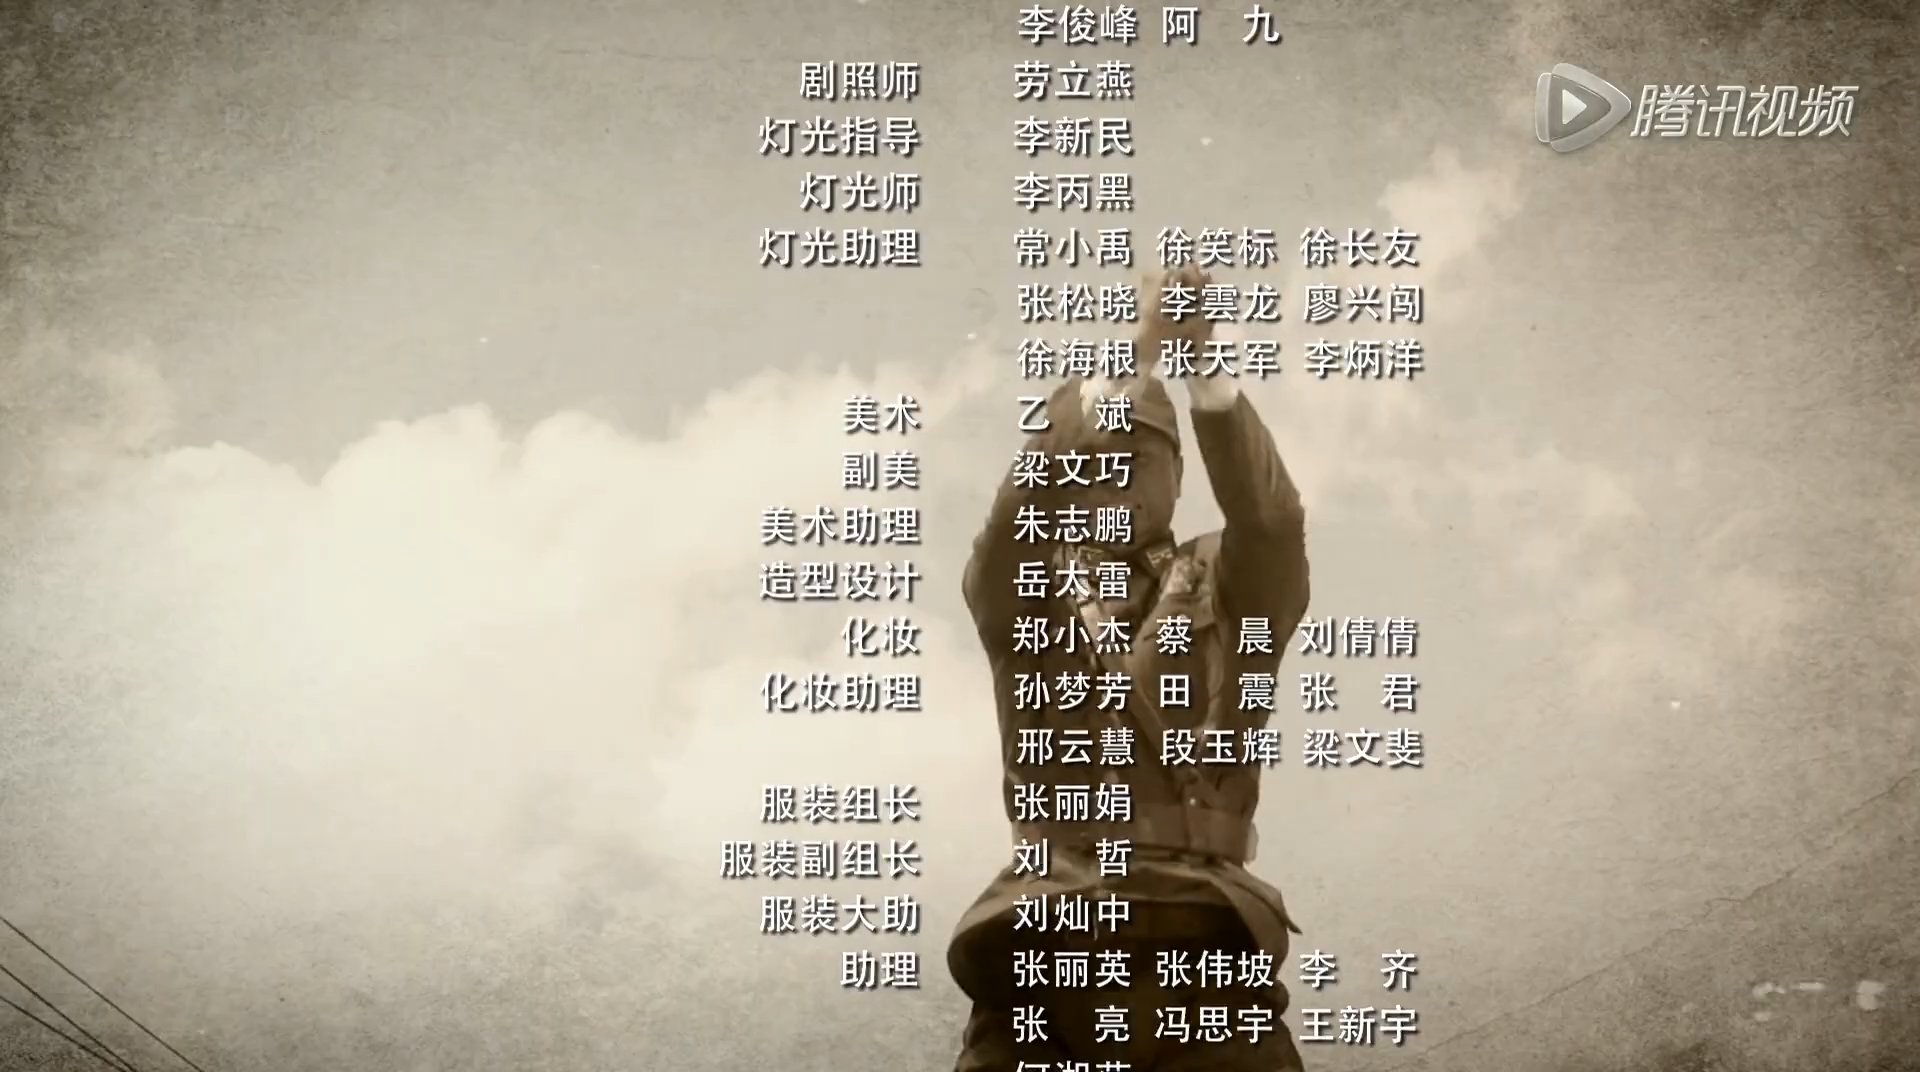 李俊峰 阿　九
腾讯视频
剧照师 劳立燕
灯光指导 李新民
灯光师 李丙黑
灯光助理 常小禹 徐笑标 徐长友
张松晓 李雲龙 廖兴闯
徐海根 张天军 李炳洋
美术 乙　斌
副美 梁文巧
美术助理 朱志鹏
造型设计 岳太雷
化妆 郑小杰 蔡　晨 刘倩倩
化妆助理 孙梦芳 田　震 张　君
邢云慧 段玉辉 梁文斐
服装组长 张丽娟
服装副组长 刘　哲
服装大助 刘灿中
助理 张丽英 张伟坡 李　齐
张　亮 冯思宇 王新宇